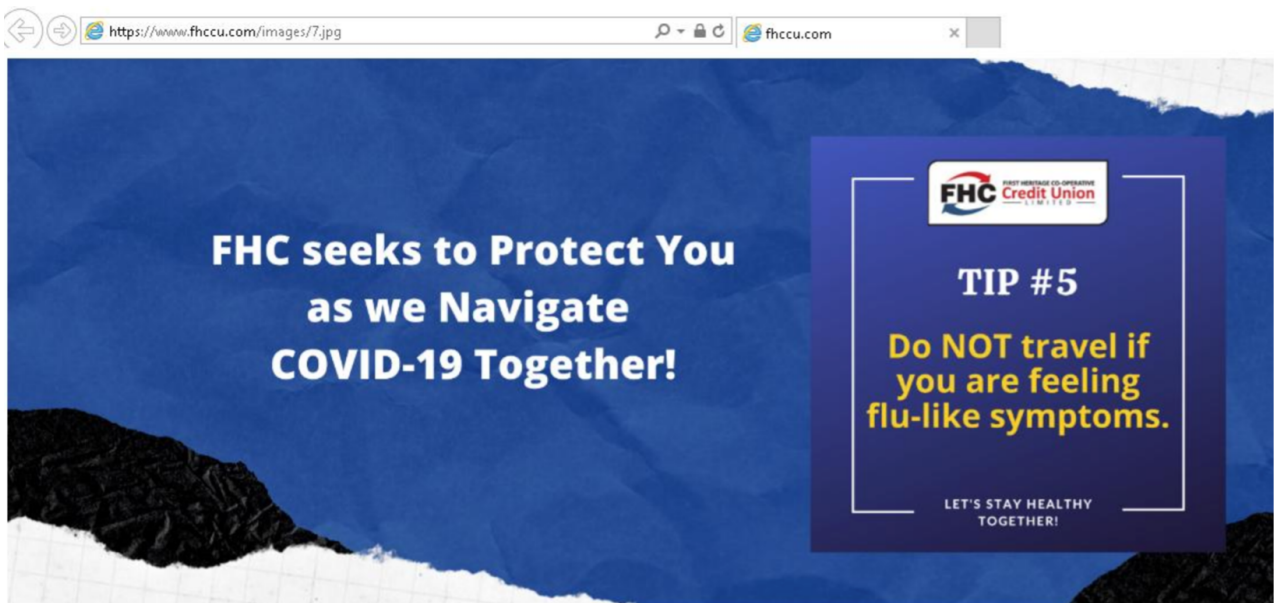 https://www.fhccu.com/images/7.jpg
fhccu.com
FHC seeks to Protect You
as we Navigate
COVID-19 Together!
FHC
FIRST HERITAGE CO-OPERATIVE
Credit Union
LIMITED
TIP #5
Do NOT travel if
you are feeling
flu-like symptoms.
LET'S STAY HEALTHY
TOGETHER!